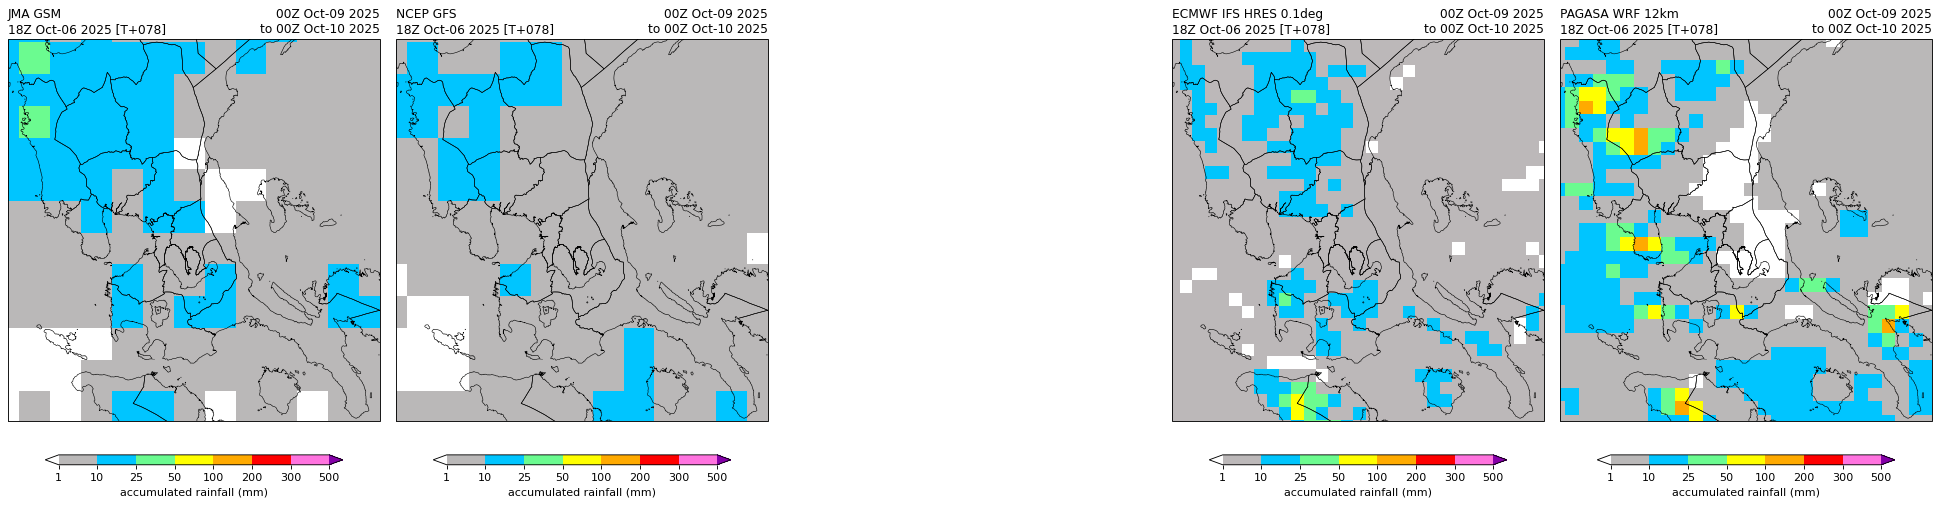 JMA GSM 00Z Oct-09 2025
18Z Oct-06 2025 [T+078] to 00Z Oct-10 2025
1 10 25 50 100 200 300 500
accumulated rainfall (mm)
NCEP GFS 00Z Oct-09 2025
18Z Oct-06 2025 [T+078] to 00Z Oct-10 2025
1 10 25 50 100 200 300 500
accumulated rainfall (mm)
ECMWF IFS HRES 0.1deg 00Z Oct-09 2025
18Z Oct-06 2025 [T+078] to 00Z Oct-10 2025
1 10 25 50 100 200 300 500
accumulated rainfall (mm)
PAGASA WRF 12km 00Z Oct-09 2025
18Z Oct-06 2025 [T+078] to 00Z Oct-10 2025
1 10 25 50 100 200 300 500
accumulated rainfall (mm)